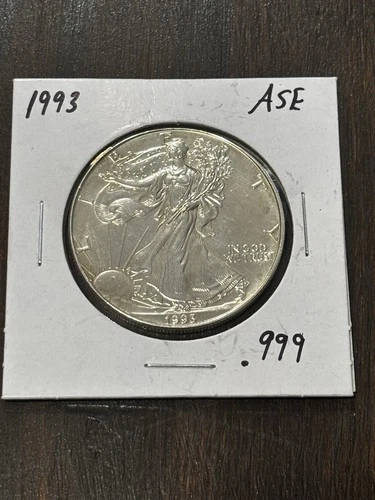 1993 ASE
LIBERTY
IN GOD
WE TRUST
1993
.999